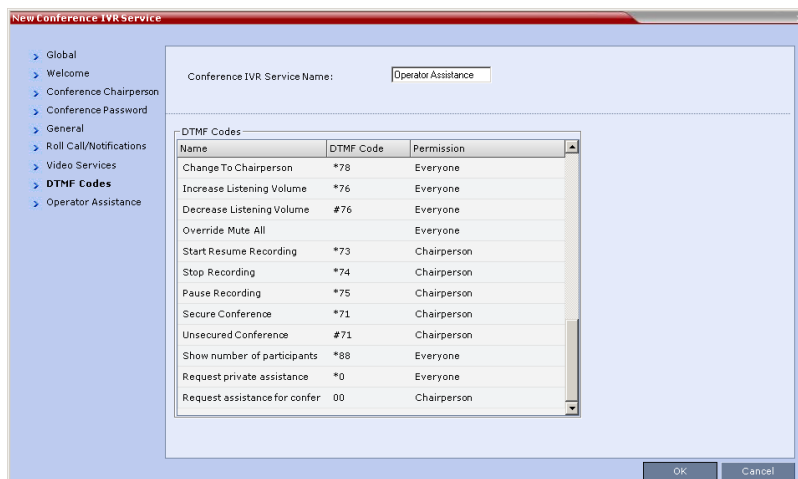 New Conference IVR Service
Global
Welcome
Conference Chairperson
Conference Password
General
Roll Call/Notifications
Video Services
DTMF Codes
Operator Assistance
Conference IVR Service Name: Operator Assistance
DTMF Codes
Name DTMF Code Permission
Change To Chairperson *78 Everyone
Increase Listening Volume *76 Everyone
Decrease Listening Volume #76 Everyone
Override Mute All Everyone
Start Resume Recording *73 Chairperson
Stop Recording *74 Chairperson
Pause Recording *75 Chairperson
Secure Conference *71 Chairperson
Unsecured Conference #71 Chairperson
Show number of participants *88 Everyone
Request private assistance *0 Everyone
Request assistance for confer 00 Chairperson
OK Cancel